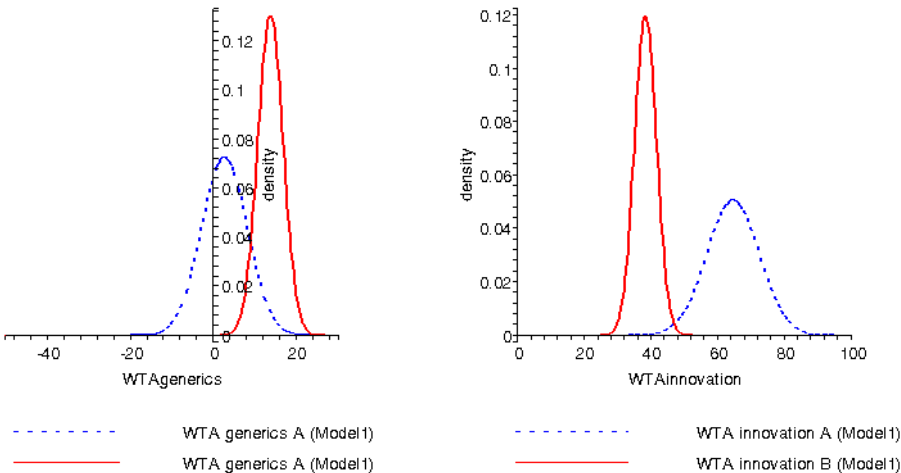 0.12
0.1
0.08
0.06
0.04
0.02
0
density
-40 -20 0 20
WTAgenerics
WTA generics A (Model1)
WTA generics A (Model1)
0.12
0.1
0.08
0.06
0.04
0.02
0
density
0 20 40 60 80 100
WTAinnovation
WTA innovation A (Model1)
WTA innovation B (Model1)